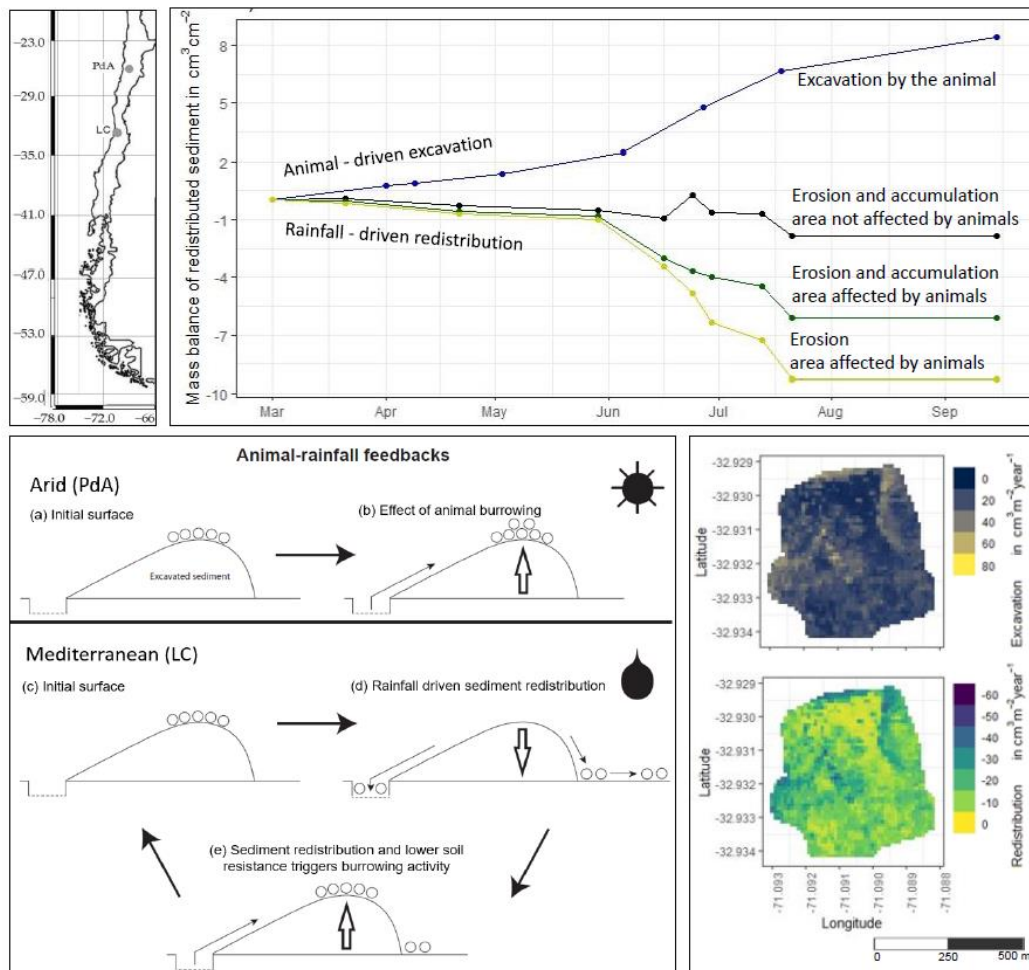 −23.0
PdA
−29.0
LC
−35.0
−41.0
−47.0
−53.0
−59.0
−78.0 −72.0 −66
Mass balance of redistributed sediment in cm³ cm⁻²
8
5
2
-1
-4
-7
-10
Mar Apr May Jun Jul Aug Sep
Excavation by the animal
Animal - driven excavation
Rainfall - driven redistribution
Erosion and accumulation
area not affected by animals
Erosion and accumulation
area affected by animals
Erosion
area affected by animals
Animal-rainfall feedbacks
Arid (PdA)
(a) Initial surface
(b) Effect of animal burrowing
Excavated sediment
Mediterranean (LC)
(c) Initial surface
(d) Rainfall driven sediment redistribution
(e) Sediment redistribution and lower soil
resistance triggers burrowing activity
Latitude
-32.929
-32.930
-32.931
-32.932
-32.933
-32.934
0
20
40
60
80
Excavation in cm³m⁻²year⁻¹
Latitude
-32.929
-32.930
-32.931
-32.932
-32.933
-32.934
-60
-50
-40
-30
-20
-10
0
Redistribution in cm³m⁻²year⁻¹
-71.093
-71.092
-71.091
-71.090
-71.089
-71.088
Longitude
0 250 500 m